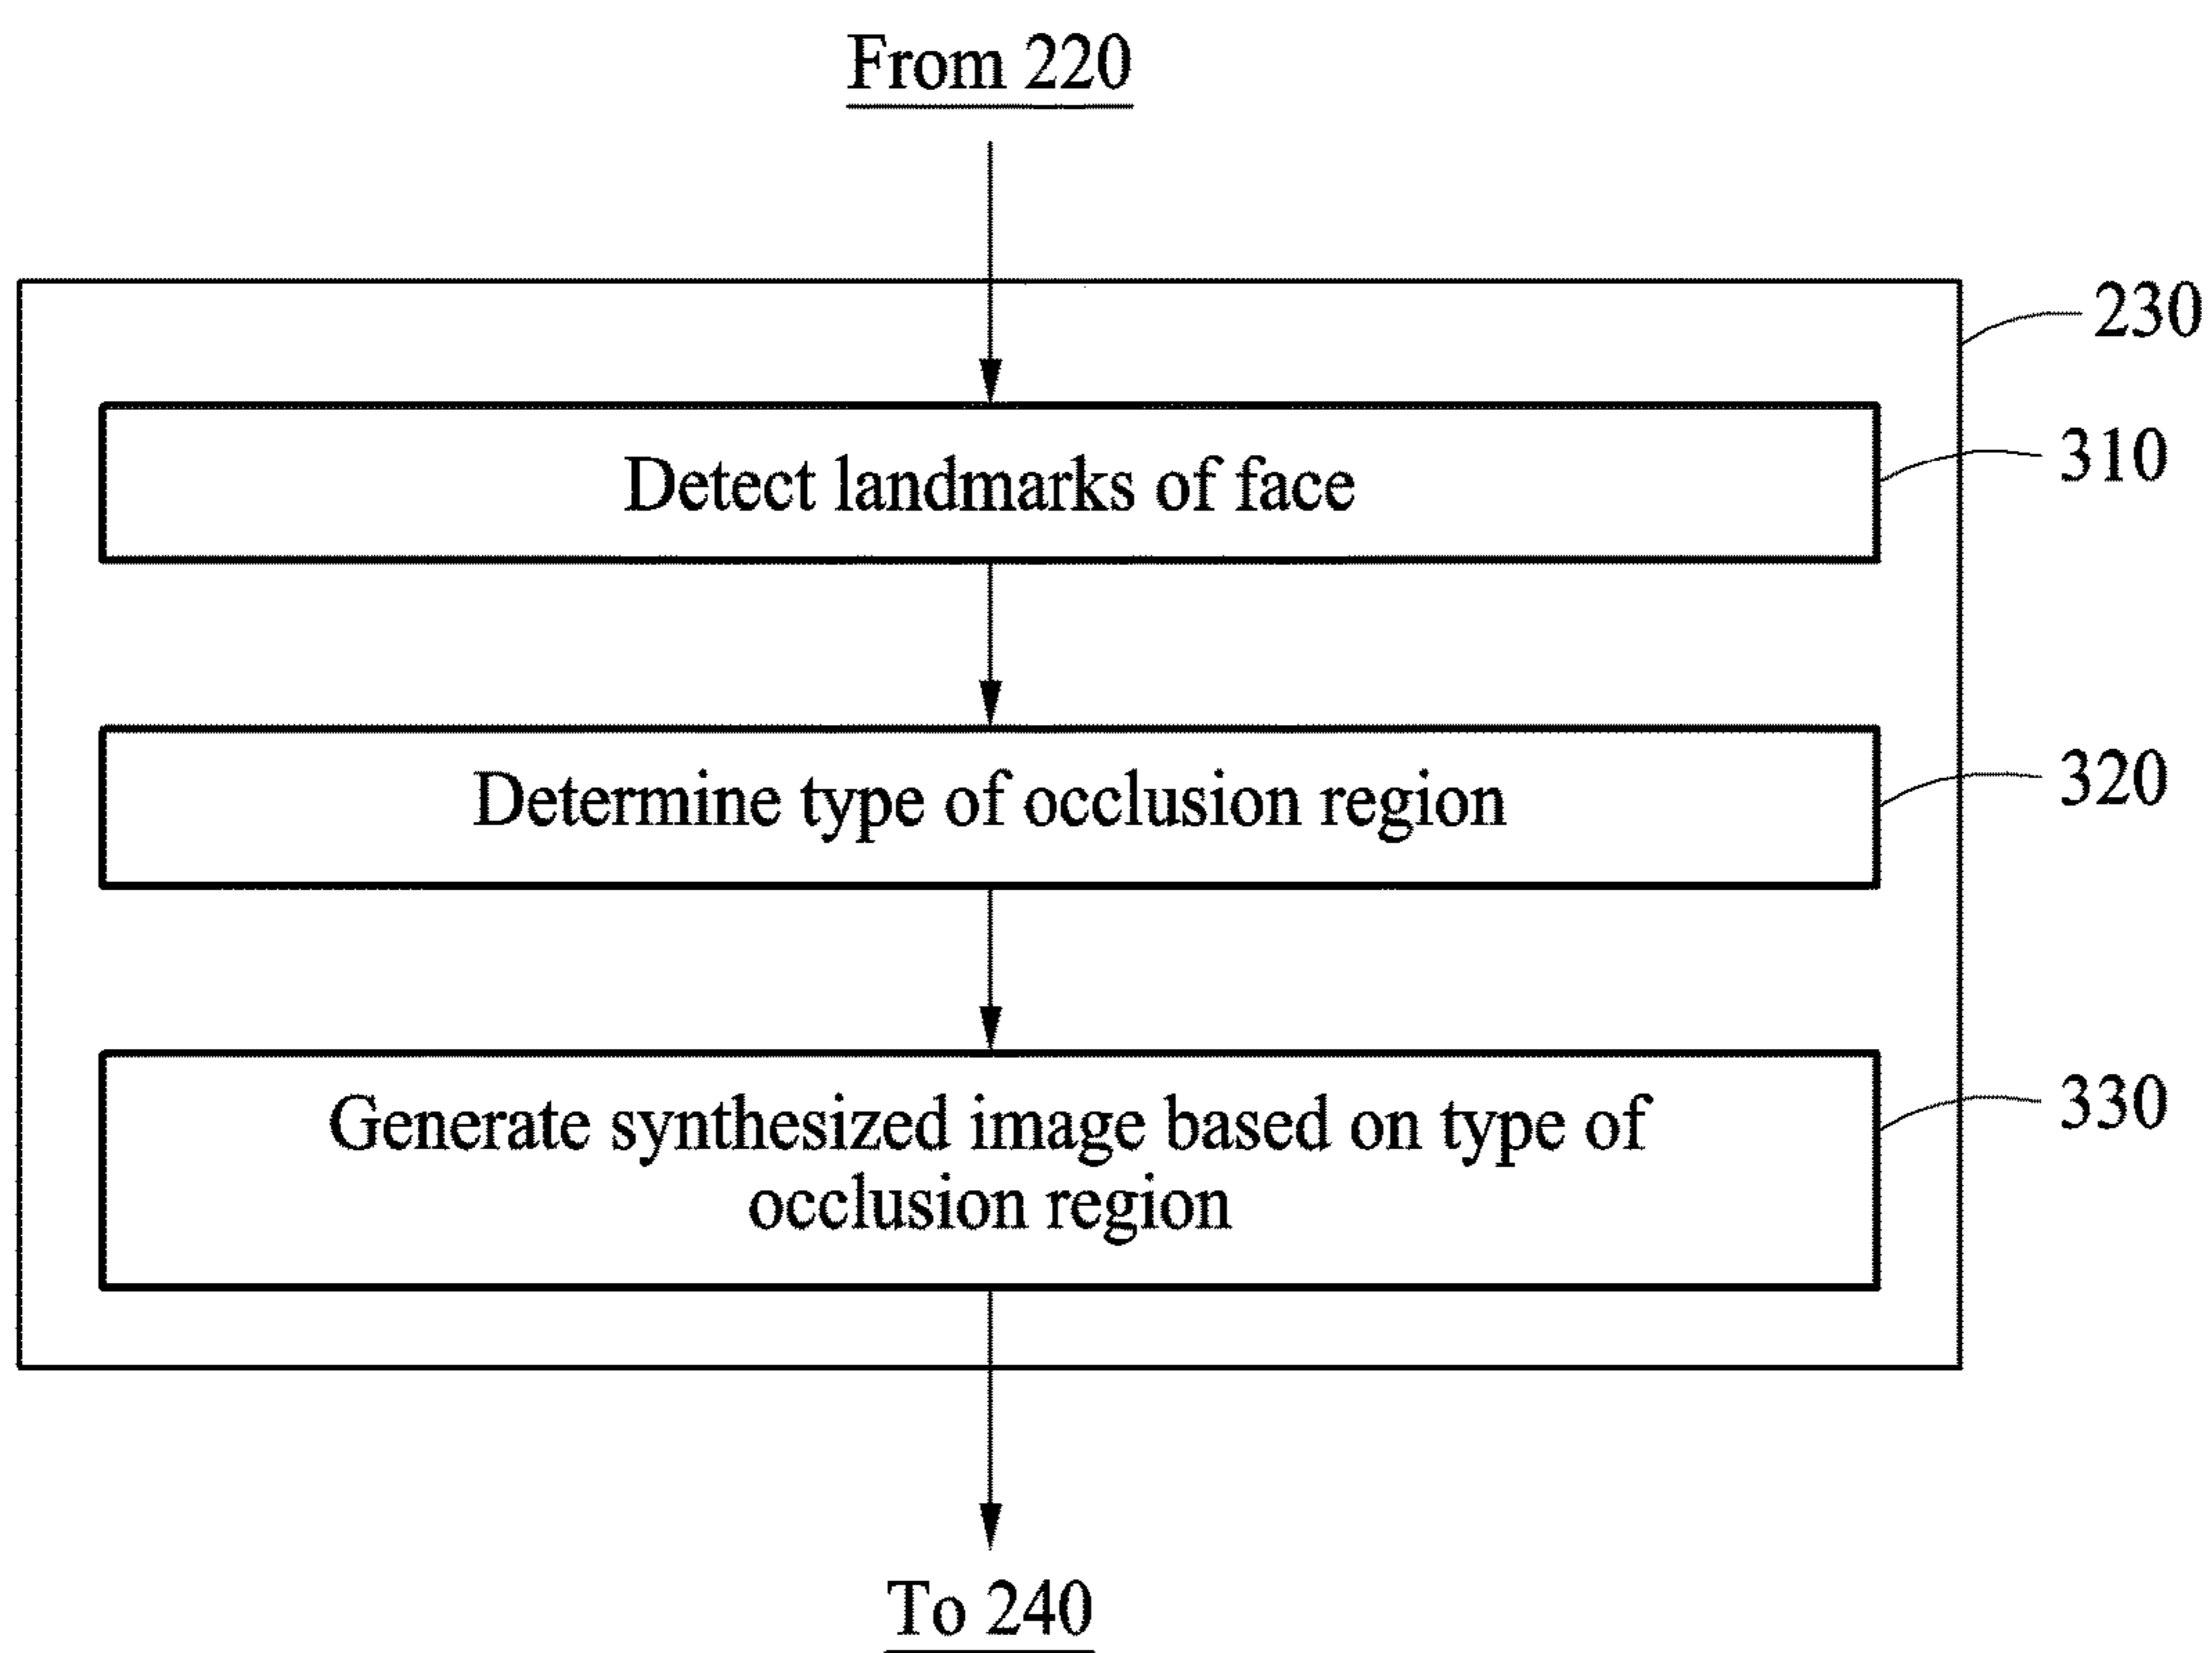 From 220
230
Detect landmarks of face
310
Determine type of occlusion region
320
Generate synthesized image based on type of
occlusion region
330
To 240